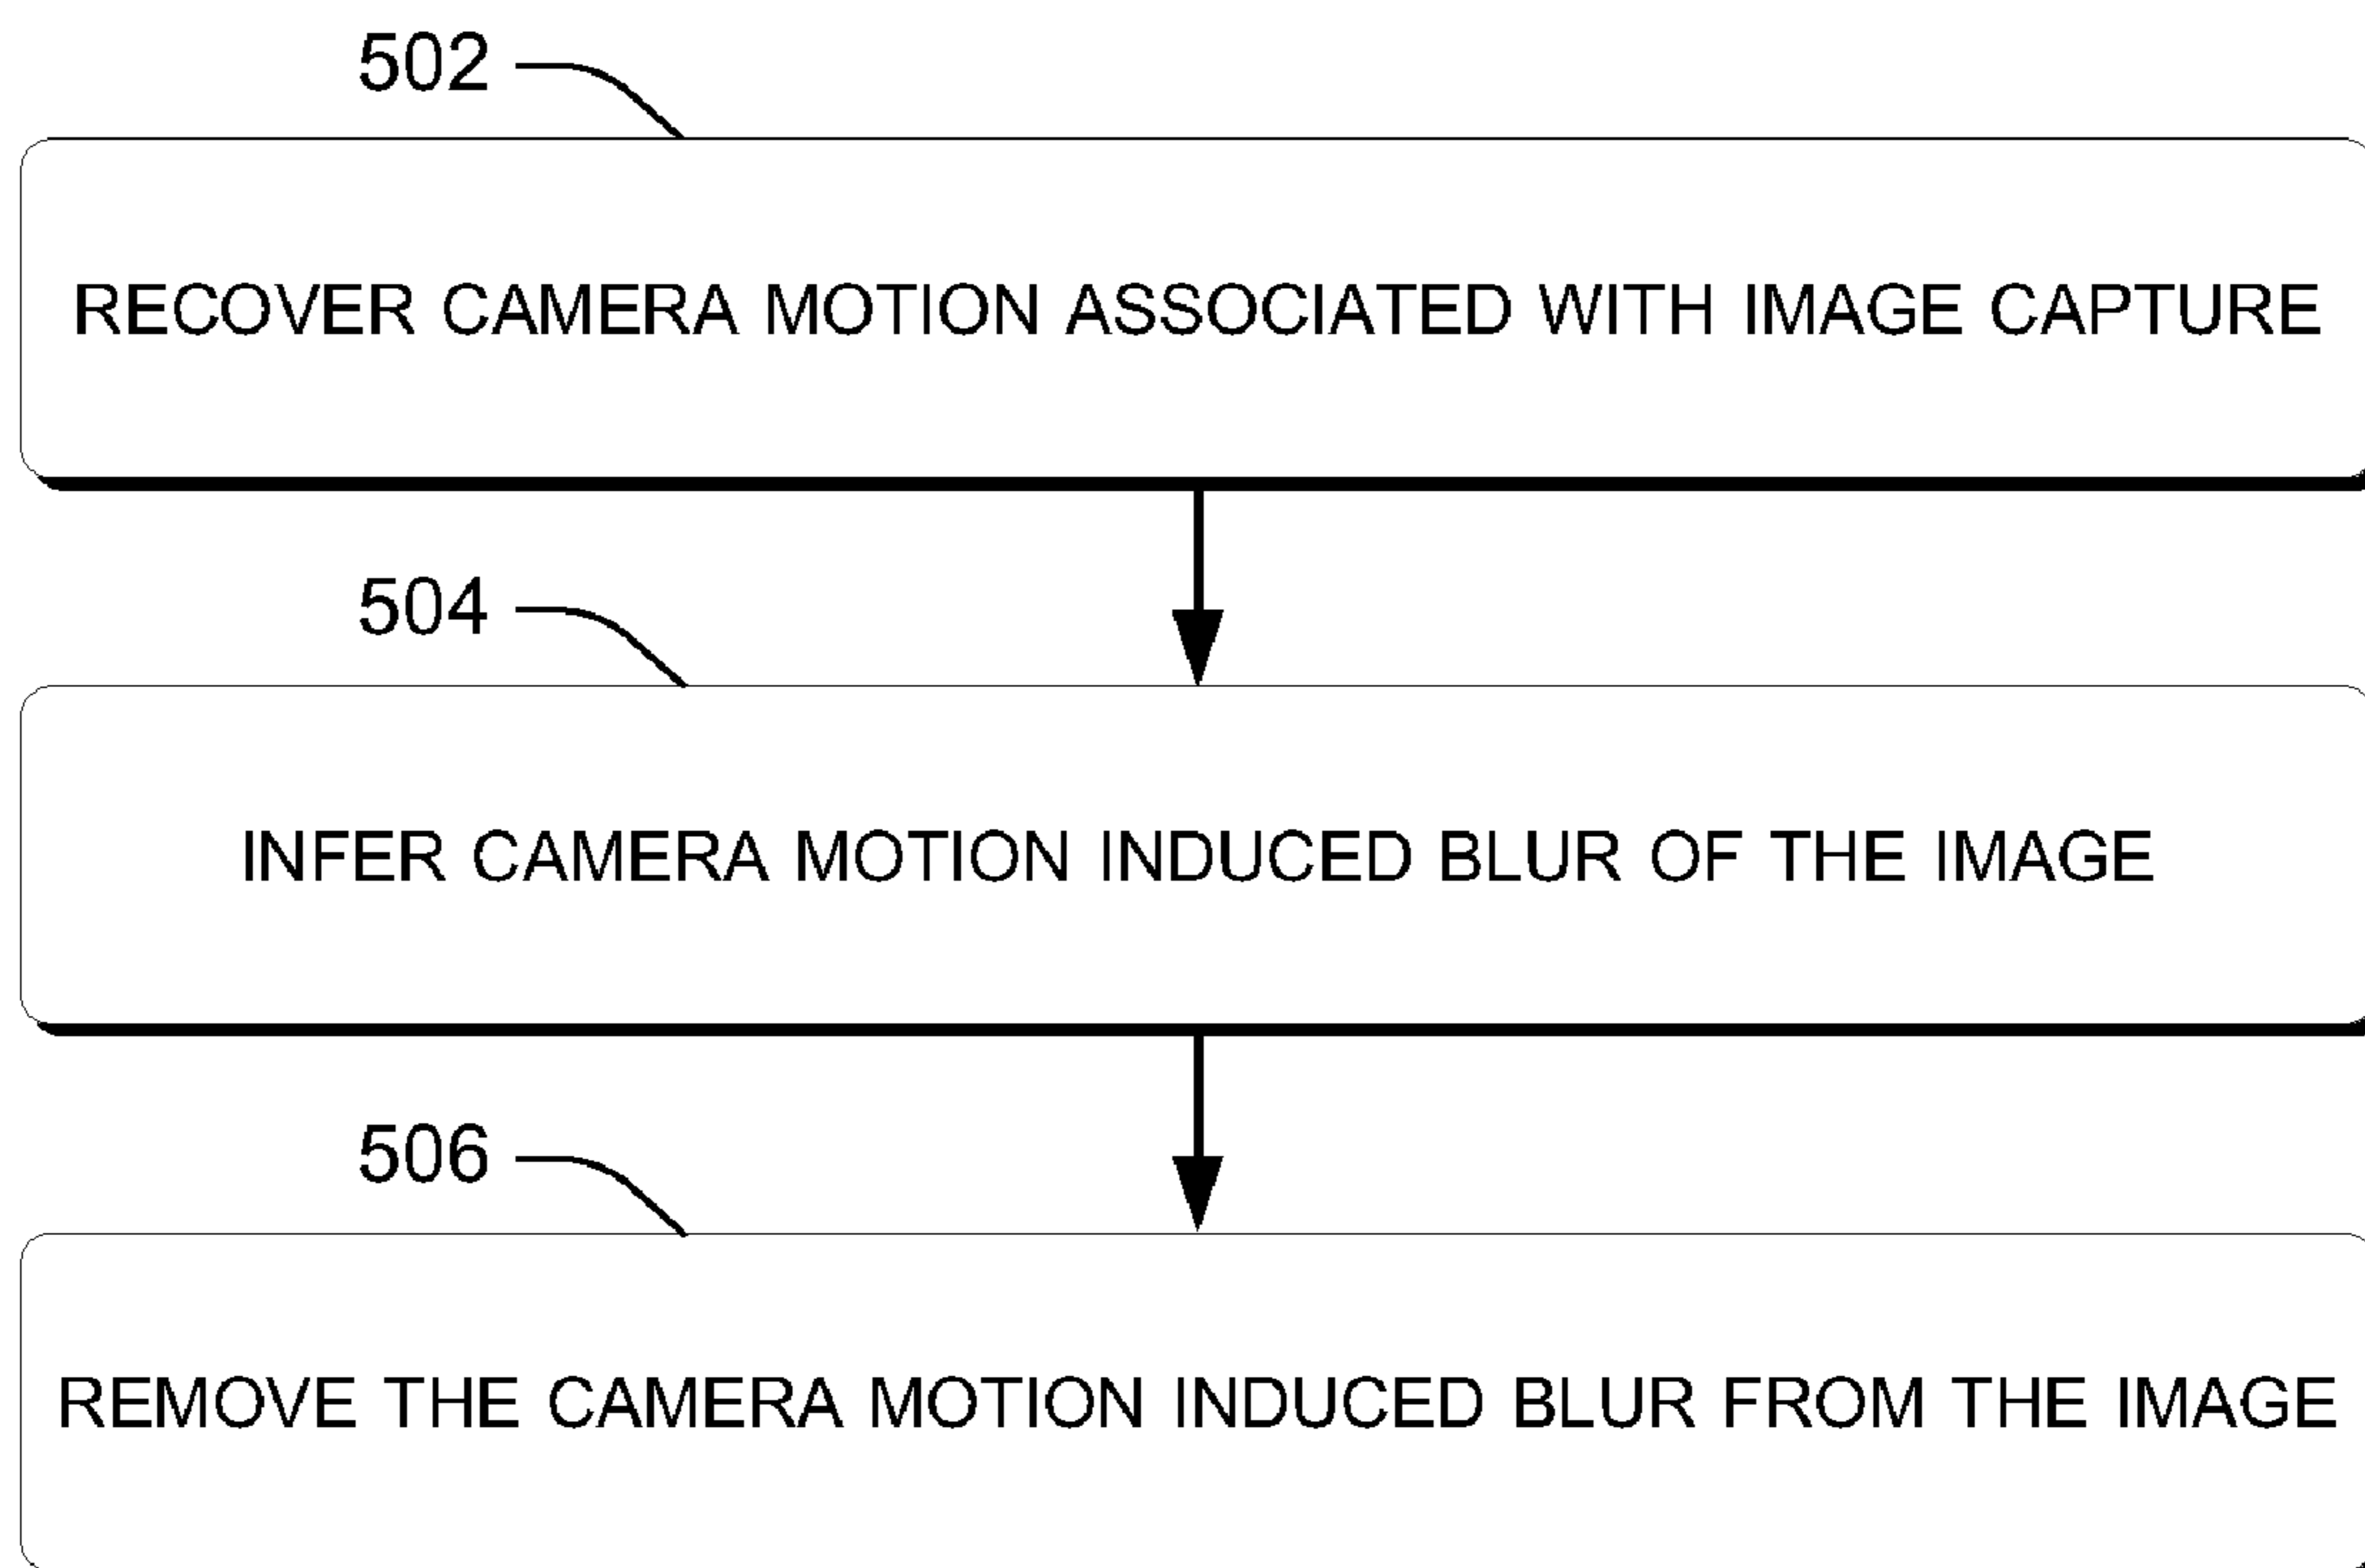 502
RECOVER CAMERA MOTION ASSOCIATED WITH IMAGE CAPTURE
504
INFER CAMERA MOTION INDUCED BLUR OF THE IMAGE
506
REMOVE THE CAMERA MOTION INDUCED BLUR FROM THE IMAGE